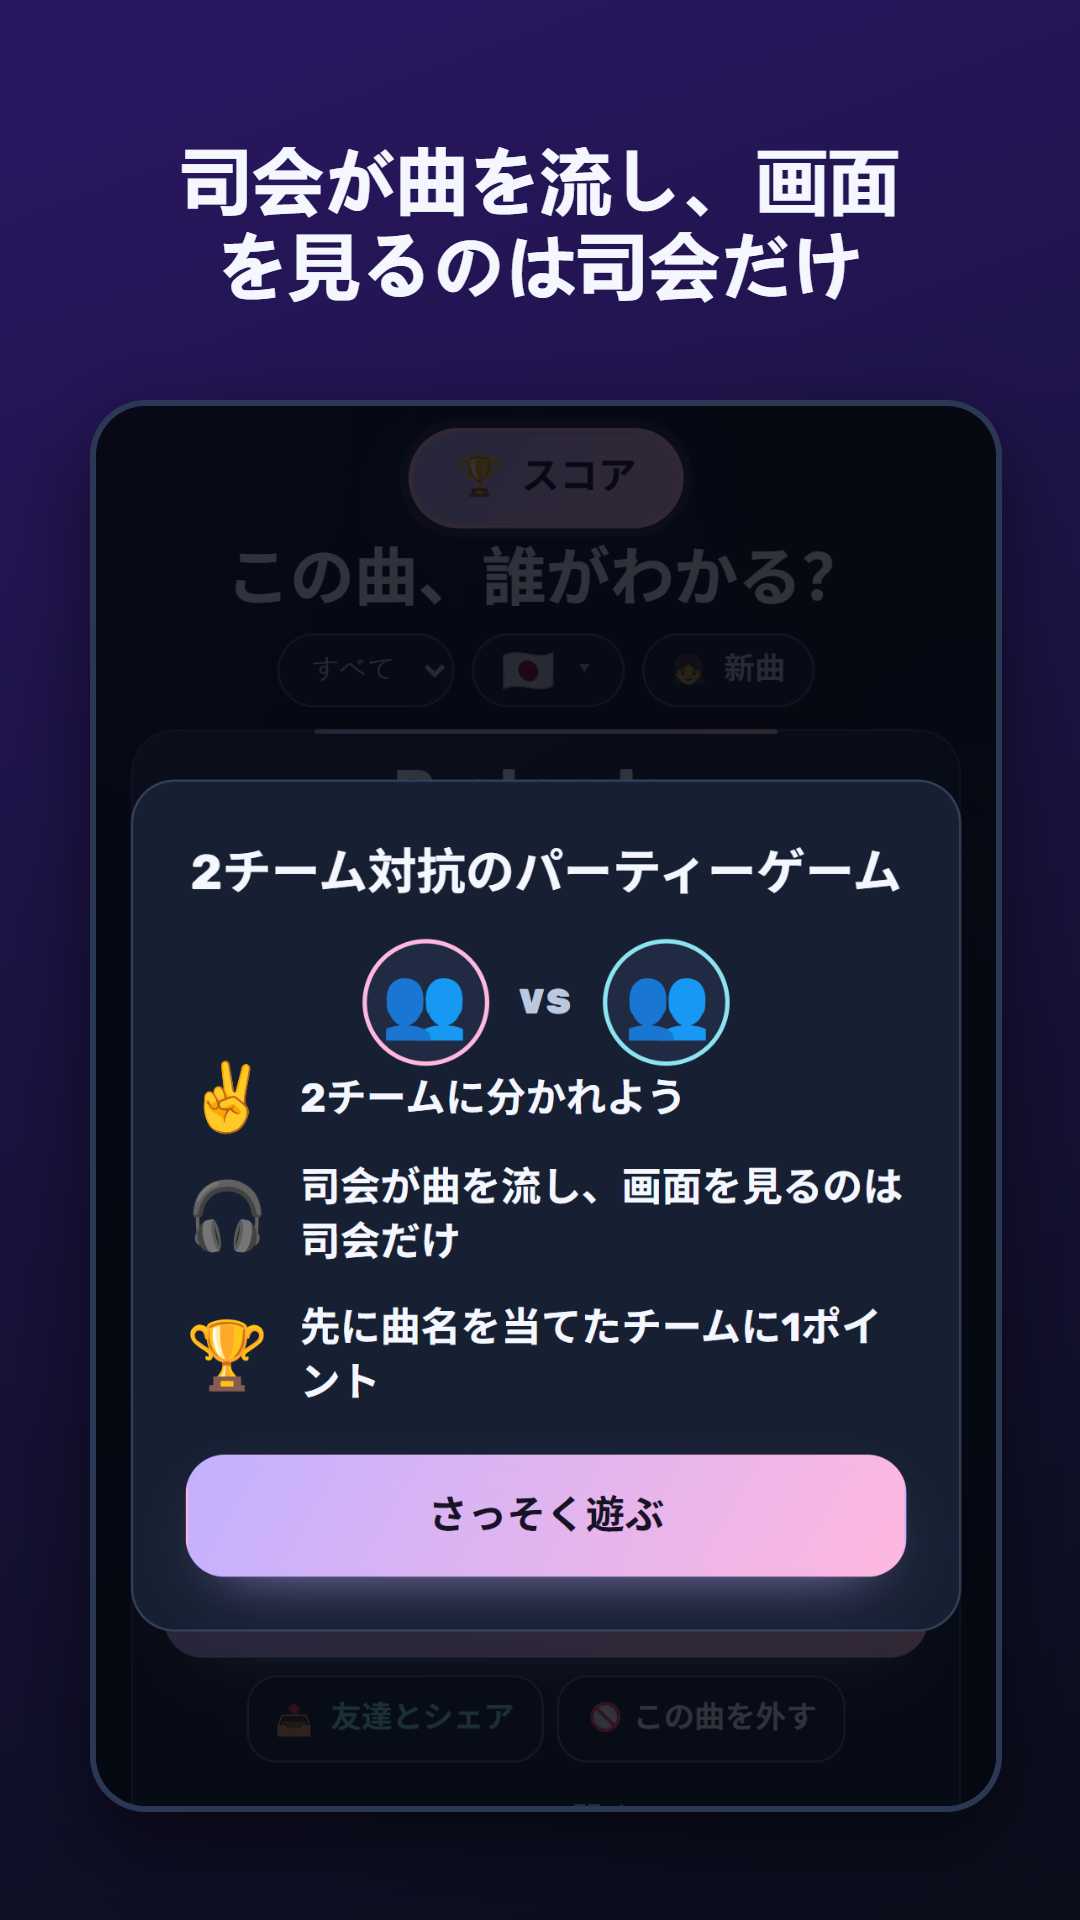 司会が曲を流し、画面
を見るのは司会だけ
スコア
この曲、誰がわかる？
すべて
新曲
2チーム対抗のパーティーゲーム
VS
2チームに分かれよう
司会が曲を流し、画面を見るのは
司会だけ
先に曲名を当てたチームに1ポイ
ント
さっそく遊ぶ
友達とシェア
この曲を外す